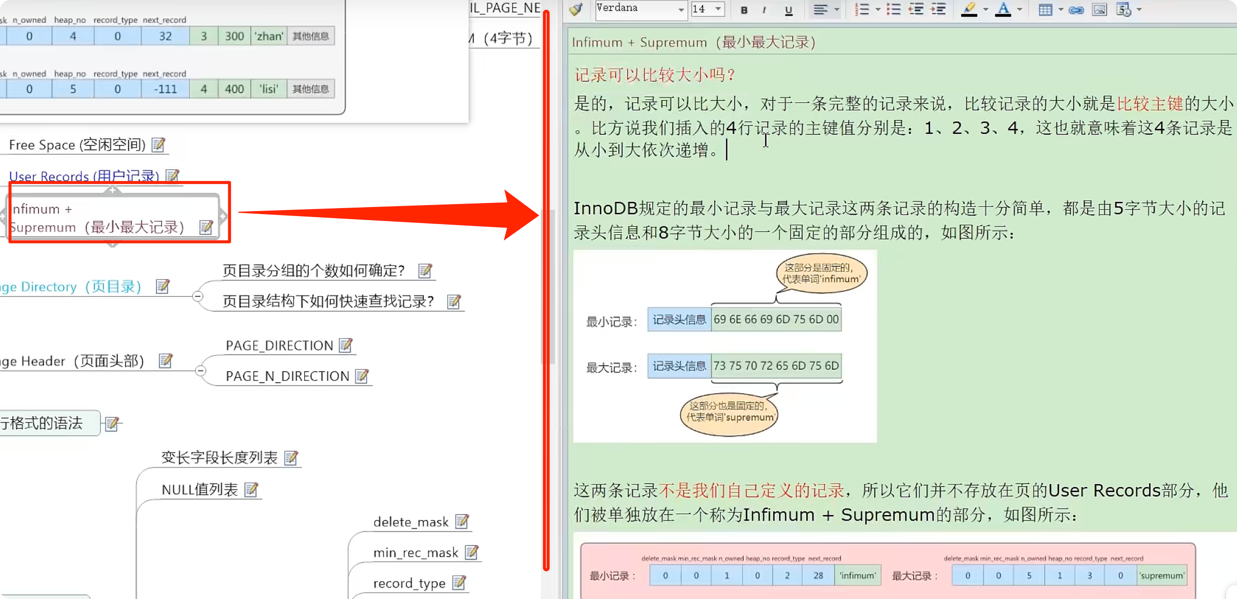 n_owned heap_no record_type next_record
0 4 0 32 3 300 'zhan' 其他信息
n_owned heap_no record_type next_record
0 5 0 -111 4 400 'lisi' 其他信息
IL_PAGE_NE
M（4字节）
Free Space (空闲空间)
User Records (用户记录)
nfimum +
Supremum（最小最大记录）
ge Directory（页目录）
页目录分组的个数如何确定？
页目录结构下如何快速查找记录？
ge Header（页面头部）
PAGE_DIRECTION
PAGE_N_DIRECTION
行格式的语法
变长字段长度列表
NULL值列表
delete_mask
min_rec_mask
record_type
Verdana 14 B I U A
Infimum + Supremum（最小最大记录）
记录可以比较大小吗？
是的，记录可以比大小，对于一条完整的记录来说，比较记录的大小就是比较主键的大小
。比方说我们插入的4行记录的主键值分别是：1、2、3、4，这也就意味着这4条记录是
从小到大依次递增。
InnoDB规定的最小记录与最大记录这两条记录的构造十分简单，都是由5字节大小的记
录头信息和8字节大小的一个固定的部分组成的，如图所示：
这部分是固定的，
代表单词'infimum'
最小记录： 记录头信息 69 6E 66 69 6D 75 6D 00
最大记录： 记录头信息 73 75 70 72 65 6D 75 6D
这部分也是固定的，
代表单词'supremum'
这两条记录不是我们自己定义的记录，所以它们并不存放在页的User Records部分，他
们被单独放在一个称为Infimum + Supremum的部分，如图所示：
delete_mask min_rec_mask n_owned heap_no record_type next_record
最小记录： 0 0 1 0 2 28 'infimum'
delete_mask min_rec_mask n_owned heap_no record_type next_record
最大记录： 0 0 5 1 3 0 'supremum'